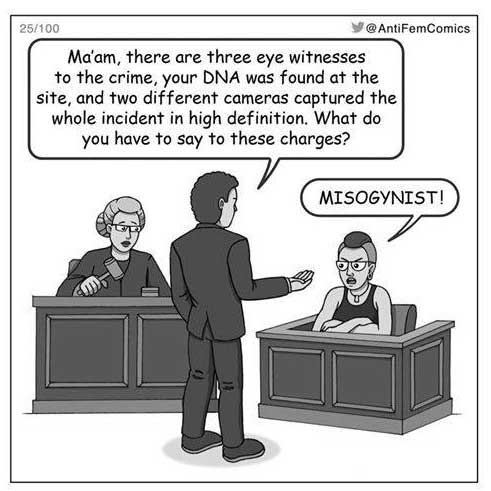 25/100
@AntiFemComics
Ma'am, there are three eye witnesses
to the crime, your DNA was found at the
site, and two different cameras captured the
whole incident in high definition. What do
you have to say to these charges?
MISOGYNIST!